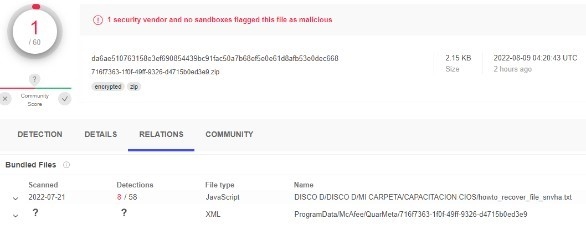 1
/ 60
1 security vendor and no sandboxes flagged this file as malicious
716f7363-1f0f-49ff-9326-d4715b0ed3e9.zip
encrypted zip
2.15 KB
Size
2022-08-09 04:20:43 UTC
2 hours ago
?
Community
Score
DETECTION DETAILS RELATIONS COMMUNITY
Bundled Files
Scanned Detections File type Name
2022-07-21 8 / 58 JavaScript DISCO D/DISCO D/MI CARPETA/CAPACITACION CIOS/howto_recover_file_snvha.txt
? ? XML ProgramData/McAfee/QuarMeta/716f7363-1f0f-49ff-9326-d4715b0ed3e9